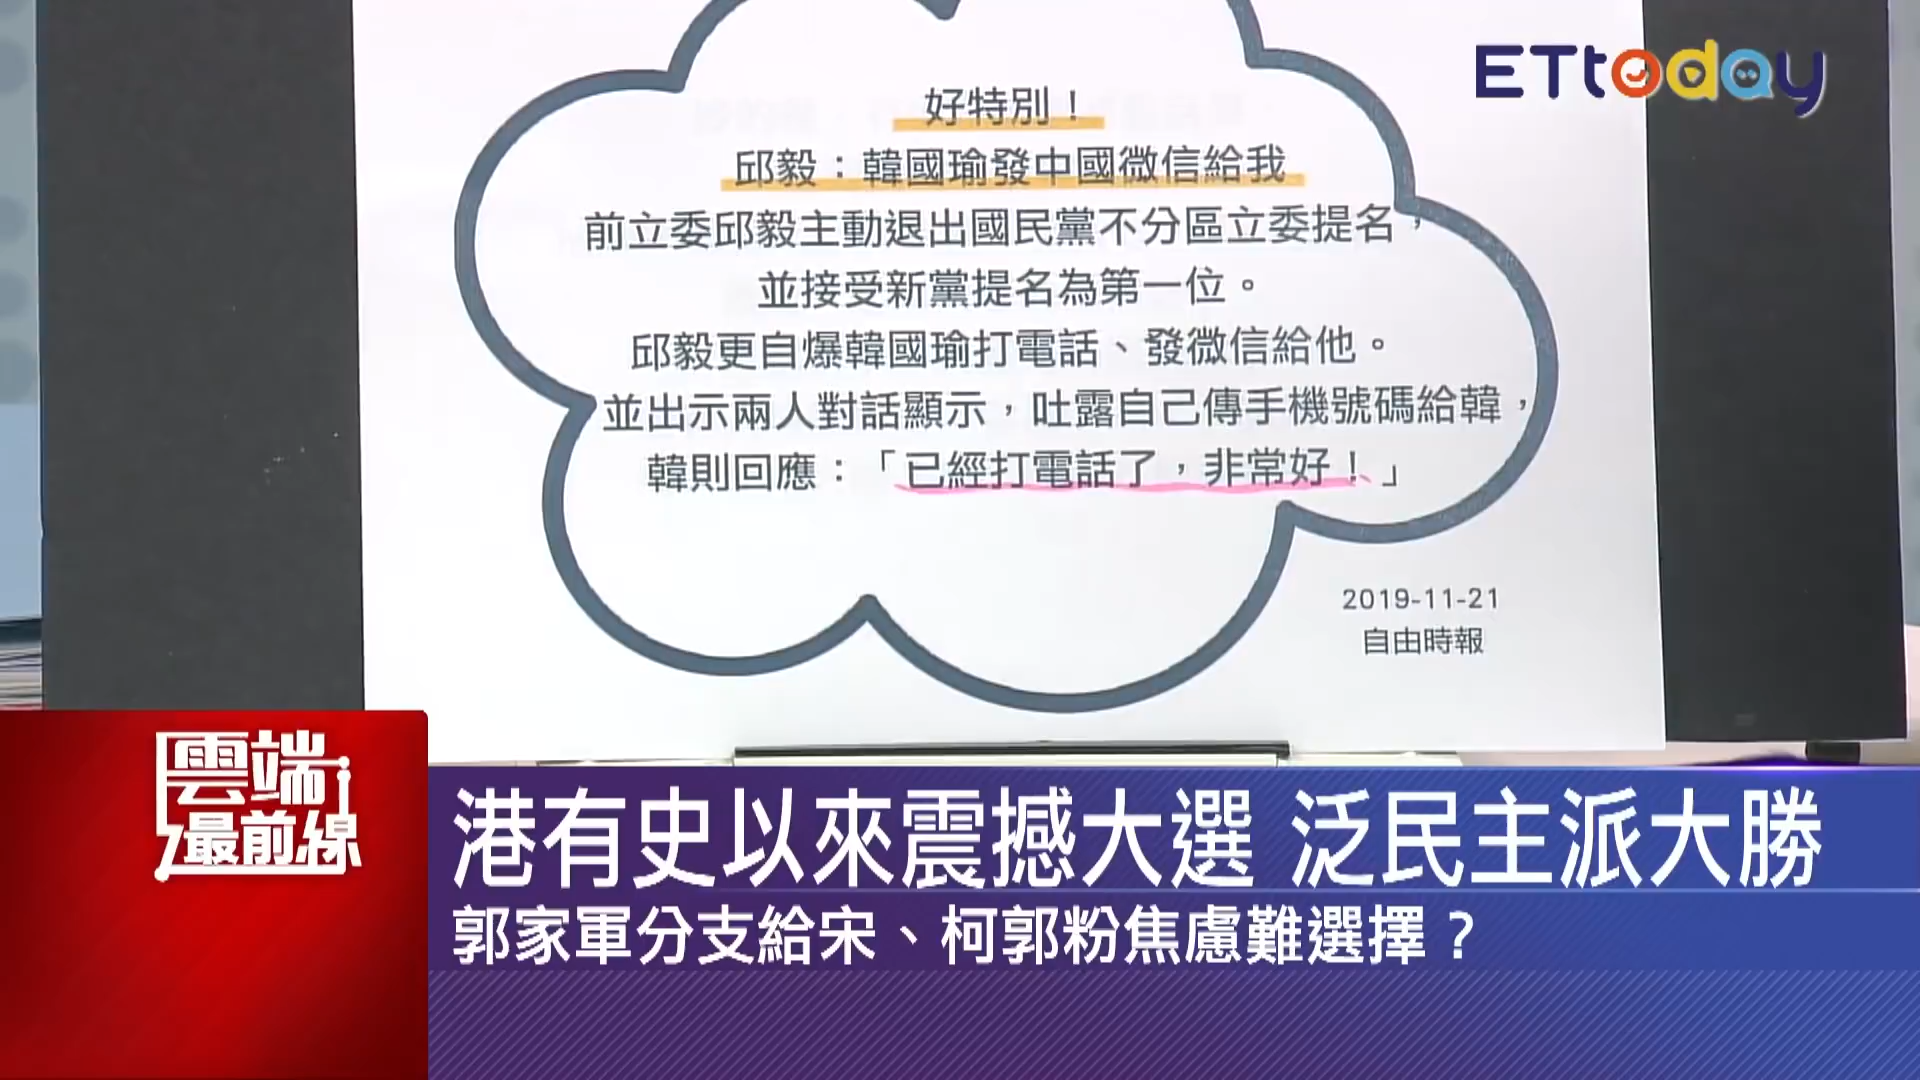 ETtoday
好特別！
邱毅：韓國瑜發中國微信給我
前立委邱毅主動退出國民黨不分區立委提名，
並接受新黨提名為第一位。
邱毅更自爆韓國瑜打電話、發微信給他。
並出示兩人對話顯示，吐露自己傳手機號碼給韓，
韓則回應：「已經打電話了，非常好！」
2019-11-21
自由時報
雲端
最前線
港有史以來震撼大選 泛民主派大勝
郭家軍分支給宋、柯郭粉焦慮難選擇？